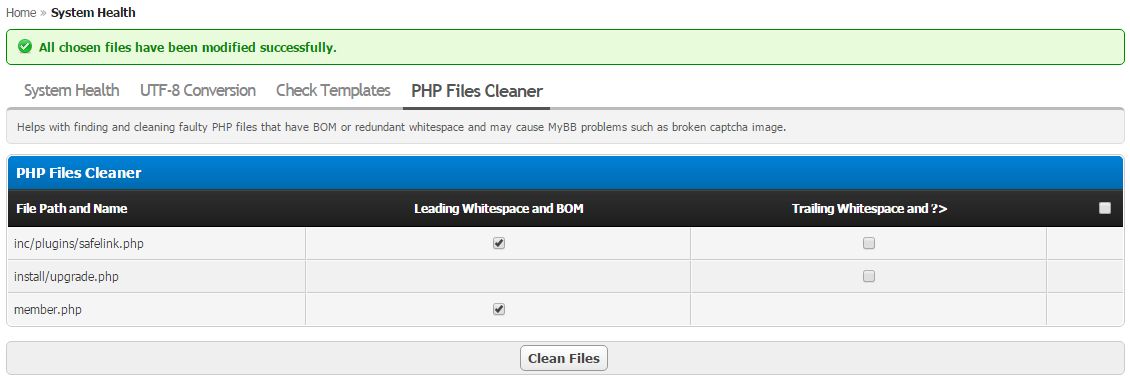 Home » System Health
All chosen files have been modified successfully.
System Health UTF-8 Conversion Check Templates PHP Files Cleaner
Helps with finding and cleaning faulty PHP files that have BOM or redundant whitespace and may cause MyBB problems such as broken captcha image.
PHP Files Cleaner
File Path and Name Leading Whitespace and BOM Trailing Whitespace and ?>
inc/plugins/safelink.php
install/upgrade.php
member.php
Clean Files